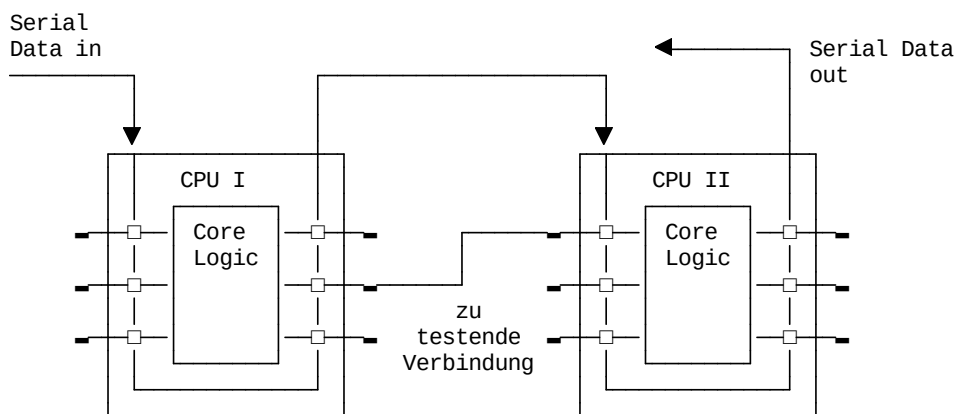 Serial
Data in
Serial Data
out
CPU I
CPU II
Core
Logic
Core
Logic
zu
testende
Verbindung